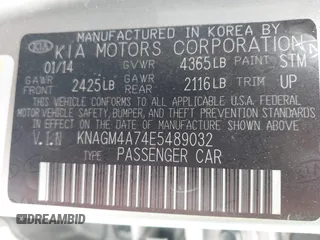 MANUFACTURED IN KOREA BY
KIA KIA MOTORS CORPORATION
01/14 GVWR 4365LB PAINT STM
GAWR FRONT 2425LB GAWR REAR 2116LB TRIM UP
THIS VEHICLE CONFORMS TO ALL APPLICABLE
U.S.A. FEDERAL MOTOR VEHICLE SAFETY, BUMPER,
AND THEFT PREVENTION STANDARDS IN EFFECT ON
THE DATE OF MANUFACTURE SHOWN ABOVE.
V.I.N KNAGM4A74E5489032
PASSENGER CAR
DREAMBID